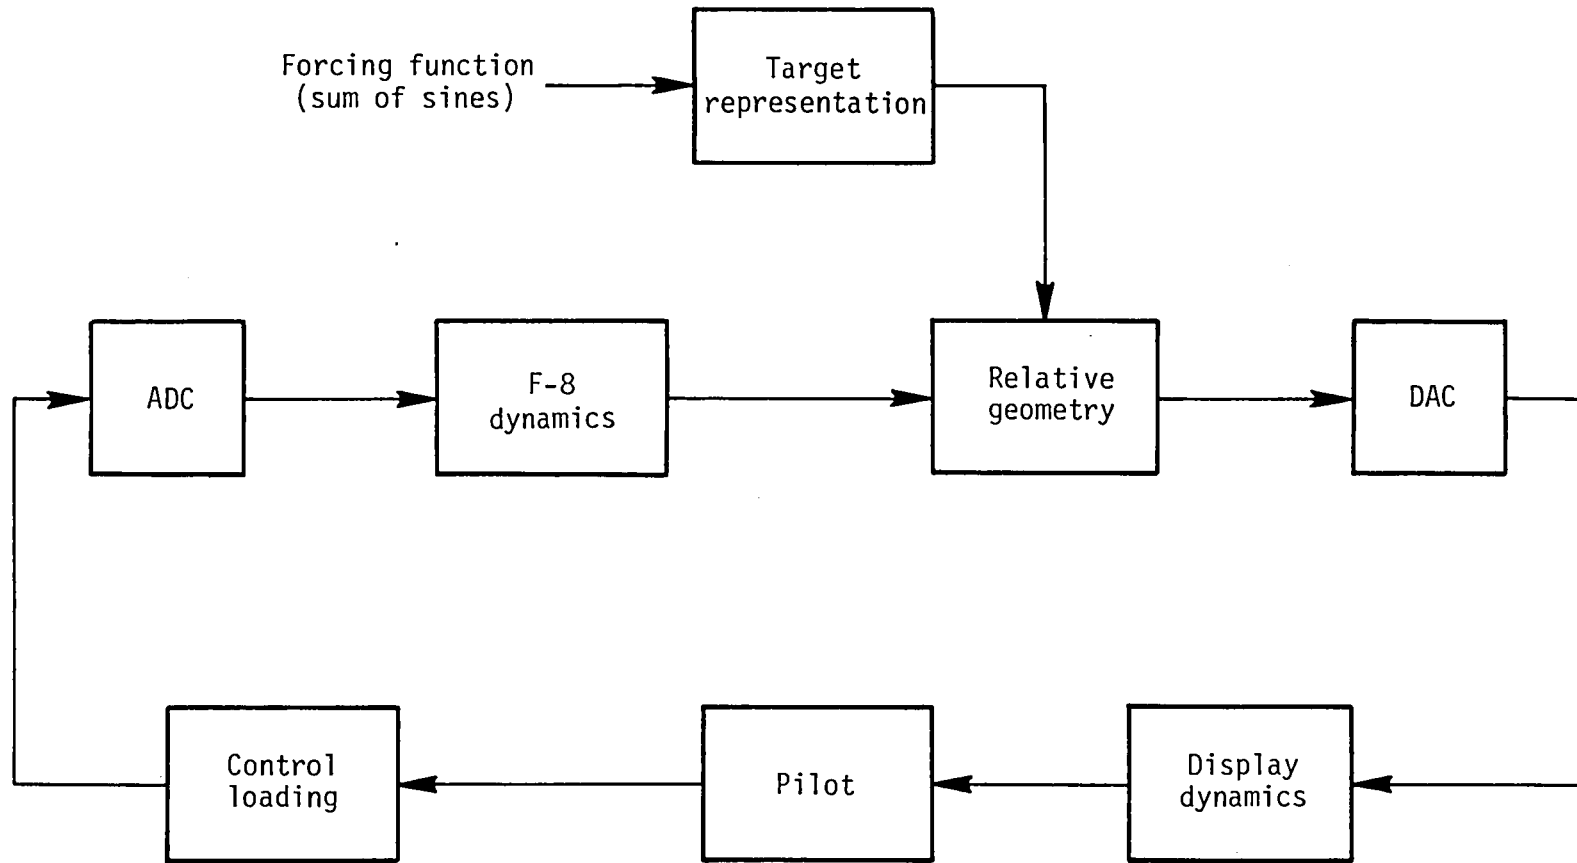 Forcing function
(sum of sines)
Target
representation
ADC
F-8
dynamics
Relative
geometry
DAC
Control
loading
Pilot
Display
dynamics